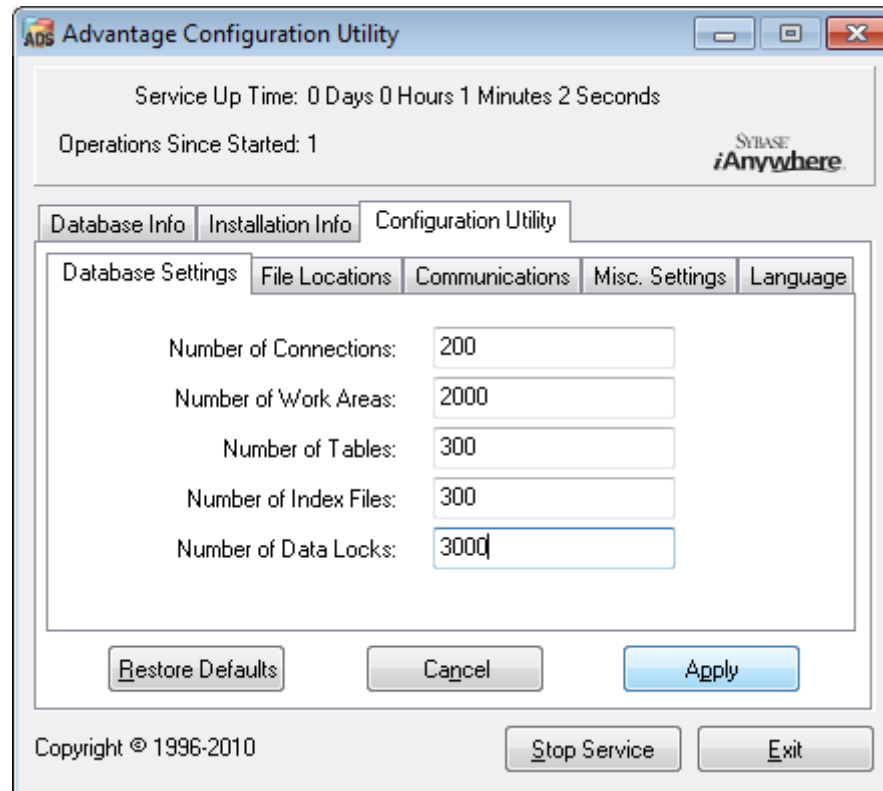 ADS Advantage Configuration Utility
Service Up Time: 0 Days 0 Hours 1 Minutes 2 Seconds
Operations Since Started: 1
SYBASE
iAnywhere.
Database Info Installation Info Configuration Utility
Database Settings File Locations Communications Misc. Settings Language
Number of Connections: 200
Number of Work Areas: 2000
Number of Tables: 300
Number of Index Files: 300
Number of Data Locks: 3000
Restore Defaults Cancel Apply
Copyright © 1996-2010 Stop Service Exit